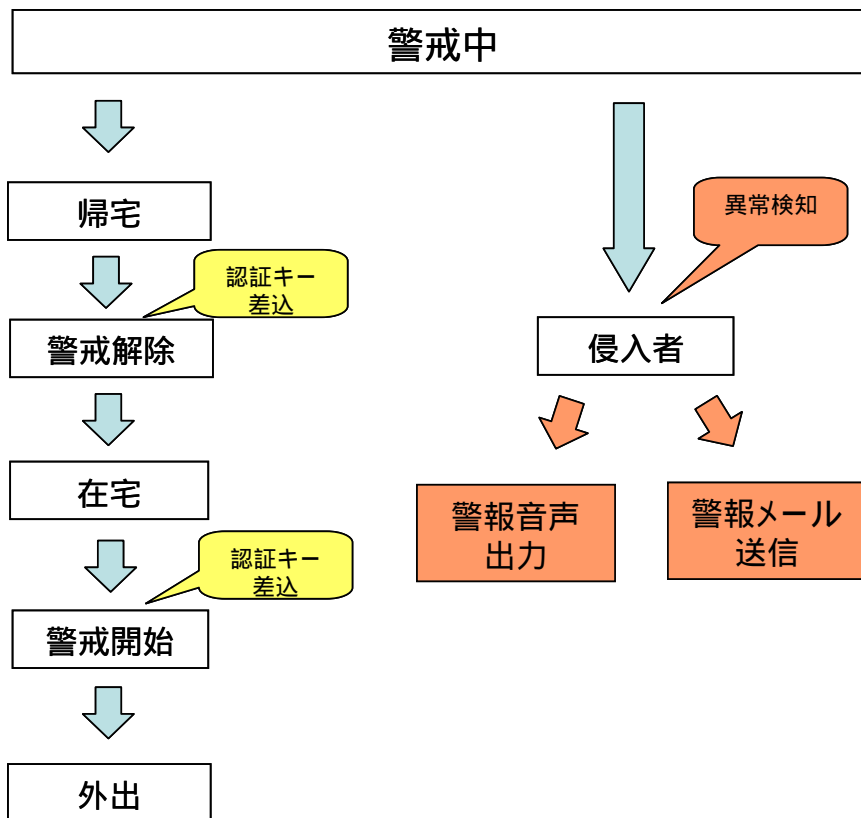 警戒中
帰宅
認証キー
差込
警戒解除
在宅
認証キー
差込
警戒開始
外出
異常検知
侵入者
警報音声
出力
警報メール
送信